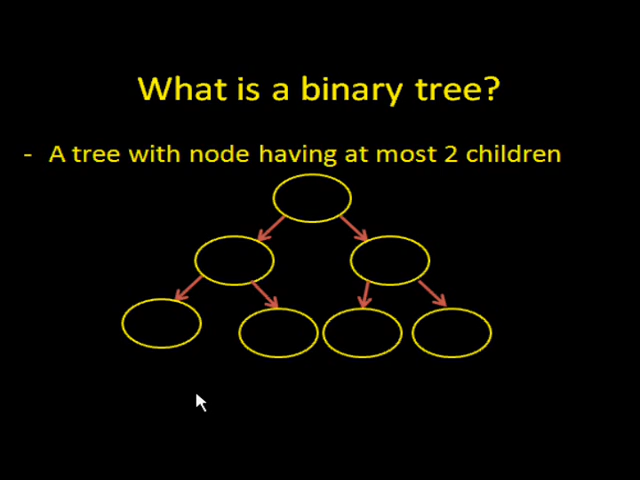 What is a binary tree?
- A tree with node having at most 2 children